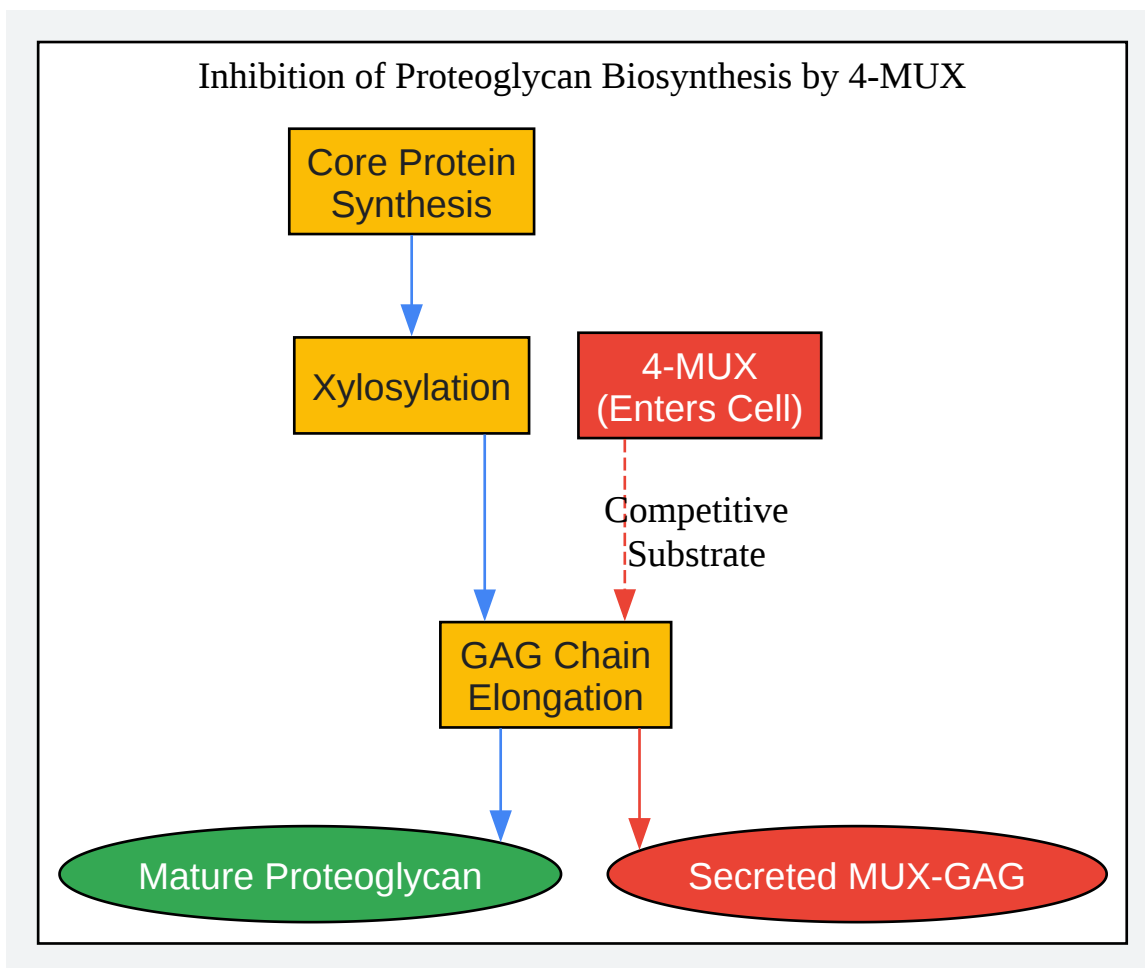 Inhibition of Proteoglycan Biosynthesis by 4-MUX
Core Protein
Synthesis
Xylosylation
4-MUX
(Enters Cell)
Competitive
Substrate
GAG Chain
Elongation
Mature Proteoglycan
Secreted MUX-GAG